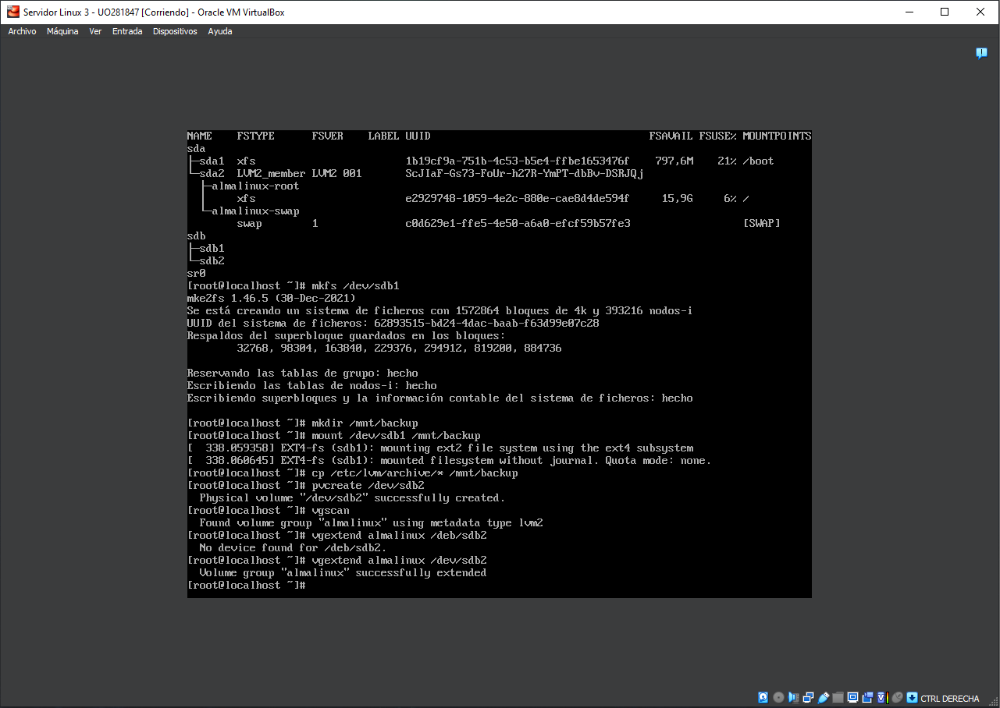 Servidor Linux 3 - UO281847 [Corriendo] - Oracle VM VirtualBox
Archivo Máquina Ver Entrada Dispositivos Ayuda
NAME FSTYPE FSVER LABEL UUID FSAVAIL FSUSE% MOUNTPOINTS
sda
├─sda1 xfs 1b19cf9a-751b-4c53-b5e4-ffbe1653476f 797,6M 21% /boot
└─sda2 LVM2_member LVM2 001 ScJIaF-Gs73-FoUr-h27R-YmPT-dbBv-DSRJQj
├─almalinux-root
│ xfs e2929748-1059-4e2c-880e-cae8d4de594f 15,9G 6% /
└─almalinux-swap
swap 1 c0d629e1-ffe5-4e50-a6a0-efcf59b57fe3 [SWAP]
sdb
├─sdb1
└─sdb2
sr0
[root@localhost ~]# mkfs /dev/sdb1
mke2fs 1.46.5 (30-Dec-2021)
Se está creando un sistema de ficheros con 1572864 bloques de 4k y 393216 nodos-i
UUID del sistema de ficheros: 62893515-bd24-4dac-baab-f63d99e07c28
Respaldos del superbloque guardados en los bloques:
32768, 98304, 163840, 229376, 294912, 819200, 884736
Reservando las tablas de grupo: hecho
Escribiendo las tablas de nodos-i: hecho
Escribiendo superbloques y la información contable del sistema de ficheros: hecho
[root@localhost ~]# mkdir /mnt/backup
[root@localhost ~]# mount /dev/sdb1 /mnt/backup
[  338.059358] EXT4-fs (sdb1): mounting ext2 file system using the ext4 subsystem
[  338.060645] EXT4-fs (sdb1): mounted filesystem without journal. Quota mode: none.
[root@localhost ~]# cp /etc/lvm/archive/* /mnt/backup
[root@localhost ~]# pvcreate /dev/sdb2
Physical volume "/dev/sdb2" successfully created.
[root@localhost ~]# vgscan
Found volume group "almalinux" using metadata type lvm2
[root@localhost ~]# vgextend almalinux /deb/sdb2
No device found for /deb/sdb2.
[root@localhost ~]# vgextend almalinux /dev/sdb2
Volume group "almalinux" successfully extended
[root@localhost ~]#
CTRL DERECHA